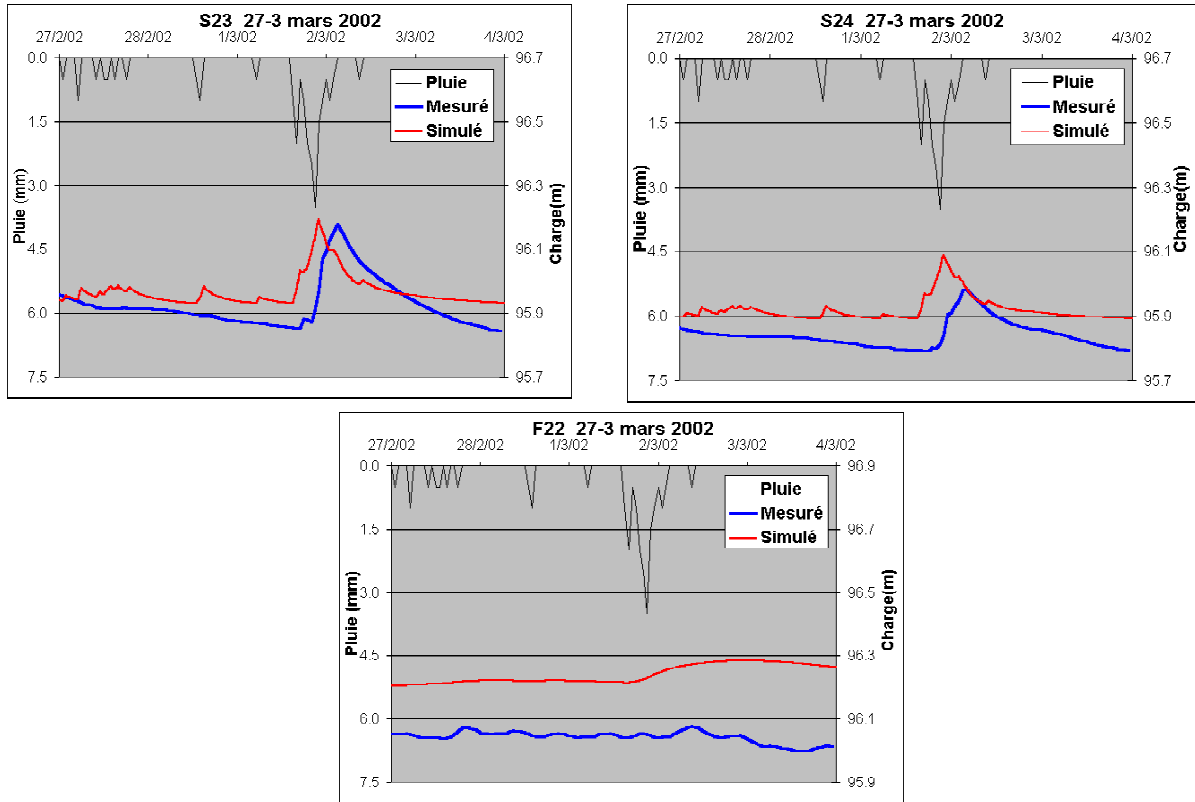 S23 27-3 mars 2002
27/2/02 28/2/02 1/3/02 2/3/02 3/3/02 4/3/02
0.0
1.5
3.0
4.5
6.0
7.5
Pluie (mm)
Pluie
Mesuré
Simulé
96.7
96.5
96.3
96.1
95.9
95.7
Charge(m)
S24 27-3 mars 2002
27/2/02 28/2/02 1/3/02 2/3/02 3/3/02 4/3/02
0.0
1.5
3.0
4.5
6.0
7.5
Pluie (mm)
Pluie
Mesuré
Simulé
96.7
96.5
96.3
96.1
95.9
95.7
Charge(m)
F22 27-3 mars 2002
27/2/02 28/2/02 1/3/02 2/3/02 3/3/02 4/3/02
0.0
1.5
3.0
4.5
6.0
7.5
Pluie (mm)
Pluie
Mesuré
Simulé
96.9
96.7
96.5
96.3
96.1
95.9
Charge(m)